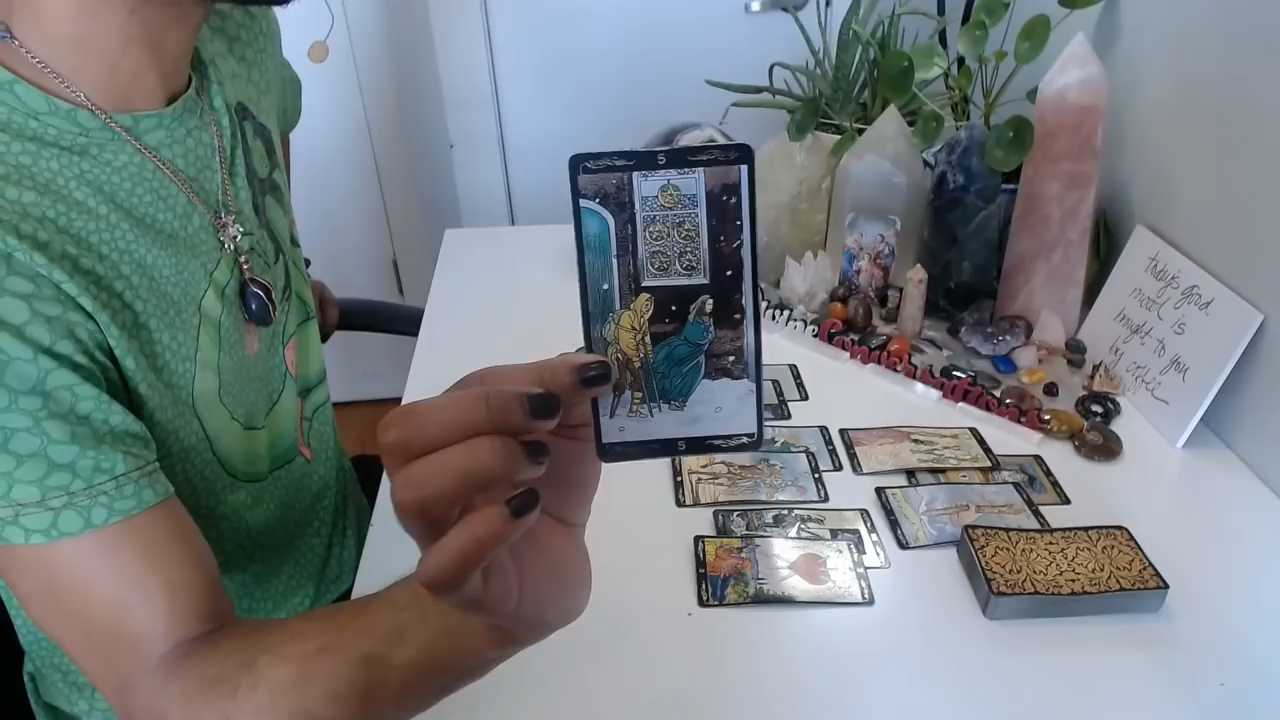 5
5
Conversations
today's good
mood is
brought to you
by coffee